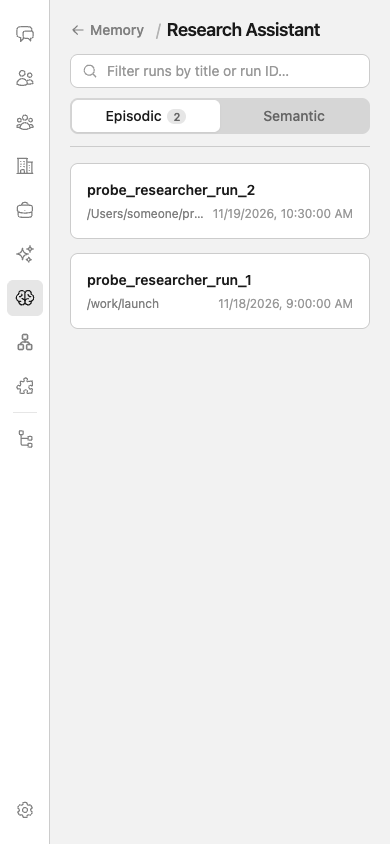 Memory / Research Assistant
Filter runs by title or run ID...
Episodic 2 Semantic
probe_researcher_run_2
/Users/someone/pr... 11/19/2026, 10:30:00 AM
probe_researcher_run_1
/work/launch 11/18/2026, 9:00:00 AM